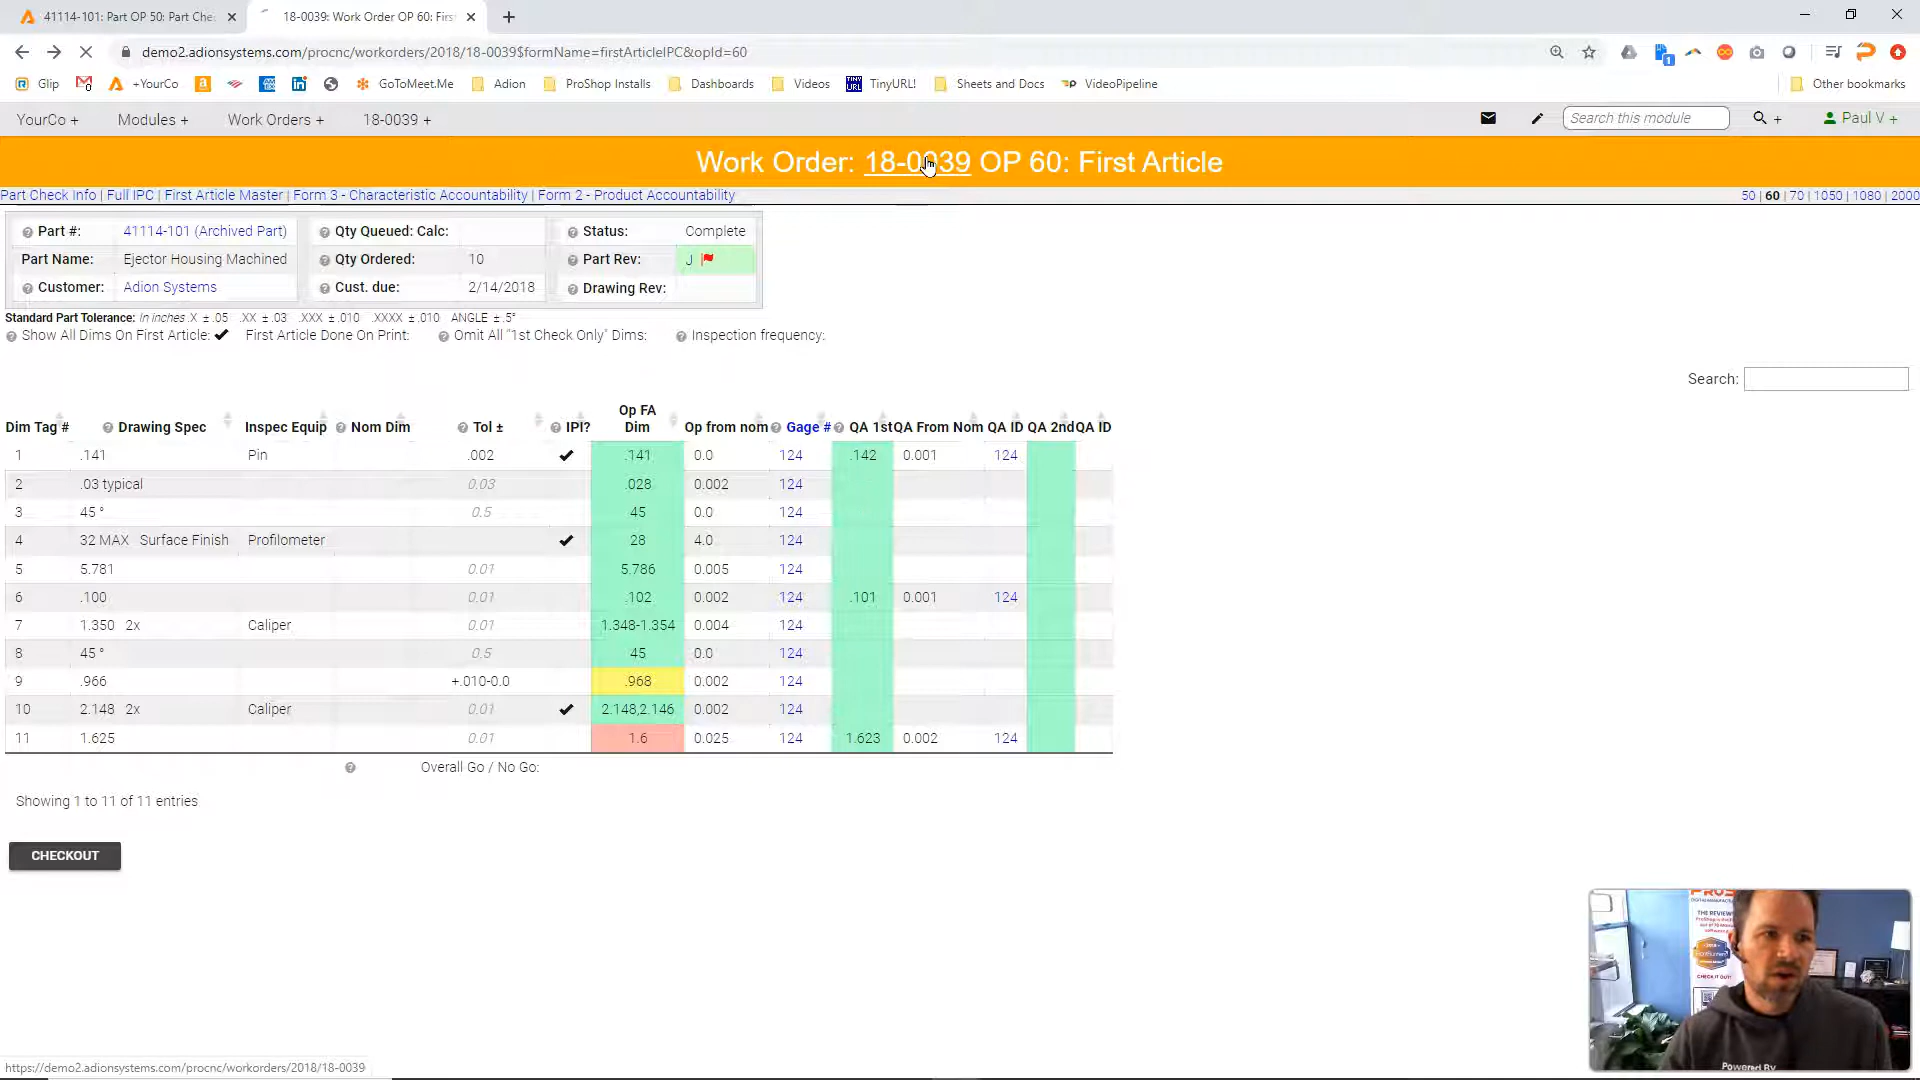 41114-101: Part OP 50: Part Chec
18-0039: Work Order OP 60: First
demo2.adionsystems.com/procnc/workorders/2018/18-0039$formName=firstArticleIPC&opId=60
1
Glip
+YourCo
GoToMeet.Me
Adion
ProShop Installs
Dashboards
Videos
TINY URL
TinyURL!
Sheets and Docs
VideoPipeline
Other bookmarks
YourCo +
Modules +
Work Orders +
18-0039 +
Search this module
+
Paul V +
Work Order: 18-0039 OP 60: First Article
Part Check Info | Full IPC | First Article Master | Form 3 - Characteristic Accountability | Form 2 - Product Accountability
50 | 60 | 70 | 1050 | 1080 | 2000
Part #: 41114-101 (Archived Part) Qty Queued: Calc: Status: Complete
Part Name: Ejector Housing Machined Qty Ordered: 10 Part Rev: J
Customer: Adion Systems Cust. due: 2/14/2018 Drawing Rev:
Standard Part Tolerance: In inches .X ± .05 .XX ± .03 .XXX ± .010 .XXXX ± .010 ANGLE ± .5°
Show All Dims On First Article: ✔ First Article Done On Print: Omit All "1st Check Only" Dims: Inspection frequency:
Search:
Dim Tag # Drawing Spec Inspec Equip Nom Dim Tol ± IPI? Op FA Dim Op from nom Gage # QA 1st QA From Nom QA ID QA 2nd QA ID
1 .141 Pin .002 ✔ .141 0.0 124 .142 0.001 124
2 .03 typical 0.03 .028 0.002 124
3 45 ° 0.5 45 0.0 124
4 32 MAX Surface Finish Profilometer ✔ 28 4.0 124
5 5.781 0.01 5.786 0.005 124
6 .100 0.01 .102 0.002 124 .101 0.001 124
7 1.350 2x Caliper 0.01 1.348-1.354 0.004 124
8 45 ° 0.5 45 0.0 124
9 .966 +.010-0.0 .968 0.002 124
10 2.148 2x Caliper 0.01 ✔ 2.148,2.146 0.002 124
11 1.625 0.01 1.6 0.025 124 1.623 0.002 124
Overall Go / No Go:
Showing 1 to 11 of 11 entries
CHECKOUT
THE REVIEW
CHECK IT OUT!
Powered By
https://demo2.adionsystems.com/procnc/workorders/2018/18-0039